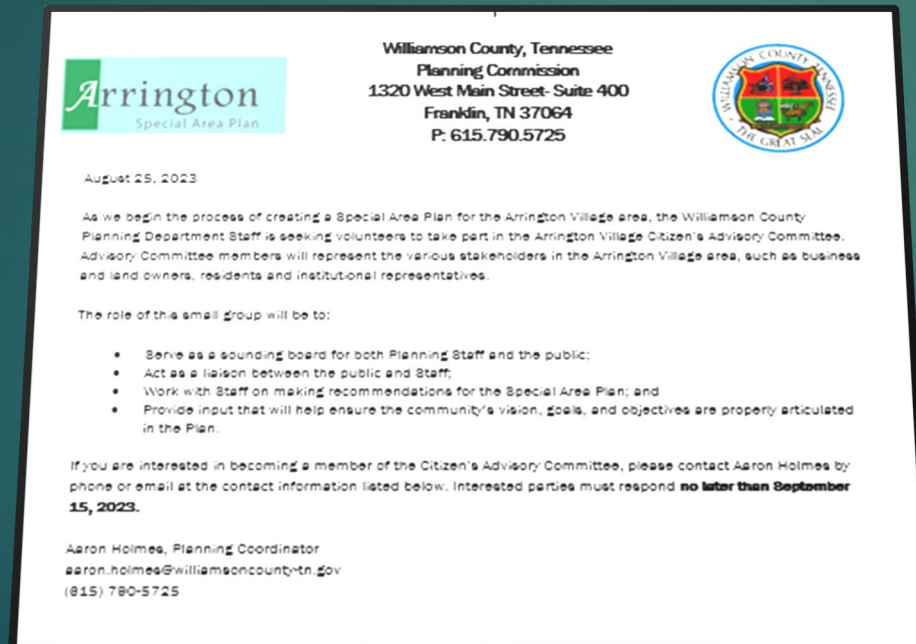 Arrington
Special Area Plan
Williamson County, Tennessee
Planning Commission
1320 West Main Street- Suite 400
Franklin, TN 37064
P: 615.790.5725
WILLIAMSON COUNTY, TENNESSEE
· THE GREAT SEAL ·
August 25, 2023
As we begin the process of creating a Special Area Plan for the Arrington Village area, the Williamson County
Planning Department Staff is seeking volunteers to take part in the Arrington Village Citizen's Advisory Committee.
Advisory Committee members will represent the various stakeholders in the Arrington Village area, such as business
and land owners, residents and institutional representatives.
The role of this small group will be to:
• Serve as a sounding board for both Planning Staff and the public;
• Act as a liaison between the public and Staff;
• Work with Staff on making recommendations for the Special Area Plan; and
• Provide input that will help ensure the community's vision, goals, and objectives are properly articulated
in the Plan.
If you are interested in becoming a member of the Citizen's Advisory Committee, please contact Aaron Holmes by
phone or email at the contact information listed below. Interested parties must respond no later than September
15, 2023.
Aaron Holmes, Planning Coordinator
aaron.holmes@williamsoncounty-tn.gov
(615) 790-5725